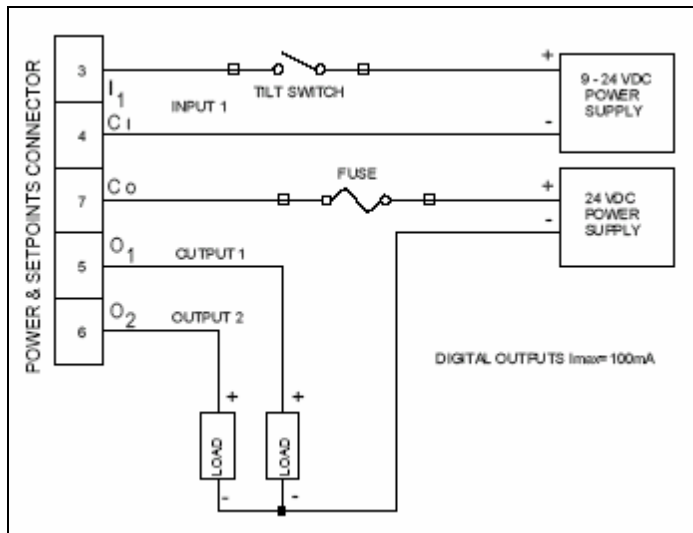 POWER & SETPOINTS CONNECTOR
3
I1
INPUT 1
TILT SWITCH
+
9 - 24 VDC
POWER
SUPPLY
4
CI
-
7
CO
FUSE
+
24 VDC
POWER
SUPPLY
-
5
O1
CUTPUT 1
6
O2
OUTPUT 2
DIGITAL OUTPUTS Imax=100mA
+
+
LOAD
LOAD
-
-